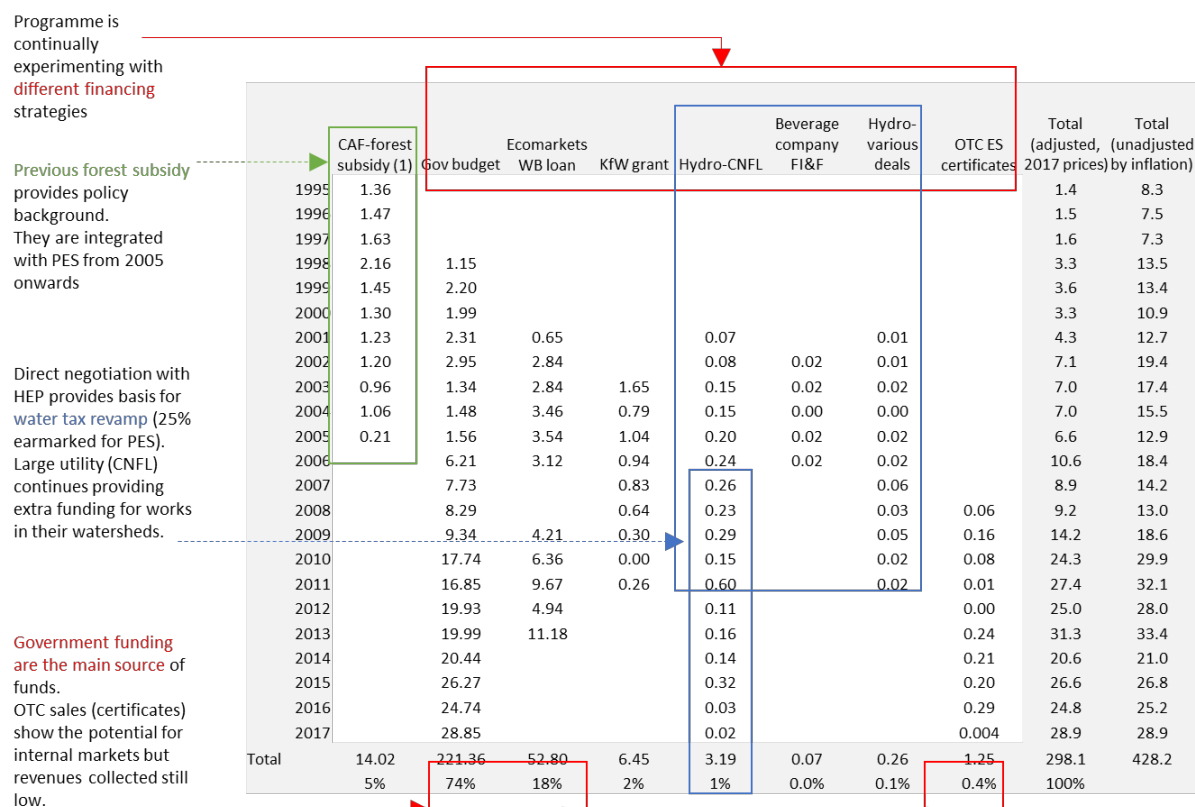 Programme is
continually
experimenting with
different financing
strategies
Previous forest subsidy
provides policy
background.
They are integrated
with PES from 2005
onwards
Direct negotiation with
HEP provides basis for
water tax revamp (25%
earmarked for PES).
Large utility (CNFL)
continues providing
extra funding for works
in their watersheds.
Government funding
are the main source of
funds.
OTC sales (certificates)
show the potential for
internal markets but
revenues collected still
low.
CAF-forest subsidy (1) Gov budget Ecomarkets WB loan KfW grant Hydro-CNFL Beverage company FI&F Hydro-various deals OTC ES certificates Total (adjusted, 2017 prices) Total (unadjusted by inflation)
1995 1.36 1.4 8.3
1996 1.47 1.5 7.5
1997 1.63 1.6 7.3
1998 2.16 1.15 3.3 13.5
1999 1.45 2.20 3.6 13.4
2000 1.30 1.99 3.3 10.9
2001 1.23 2.31 0.65 0.07 0.01 4.3 12.7
2002 1.20 2.95 2.84 0.08 0.02 0.01 7.1 19.4
2003 0.96 1.34 2.84 1.65 0.15 0.02 0.02 7.0 17.4
2004 1.06 1.48 3.46 0.79 0.15 0.00 0.00 7.0 15.5
2005 0.21 1.56 3.54 1.04 0.20 0.02 0.02 6.6 12.9
2006 6.21 3.12 0.94 0.24 0.02 0.02 10.6 18.4
2007 7.73 0.83 0.26 0.06 8.9 14.2
2008 8.29 0.64 0.23 0.03 0.06 9.2 13.0
2009 9.34 4.21 0.30 0.29 0.05 0.16 14.2 18.6
2010 17.74 6.36 0.00 0.15 0.02 0.08 24.3 29.9
2011 16.85 9.67 0.26 0.60 0.02 0.01 27.4 32.1
2012 19.93 4.94 0.11 0.00 25.0 28.0
2013 19.99 11.18 0.16 0.24 31.3 33.4
2014 20.44 0.14 0.21 20.6 21.0
2015 26.27 0.32 0.20 26.6 26.8
2016 24.74 0.03 0.29 24.8 25.2
2017 28.85 0.02 0.004 28.9 28.9
Total 14.02 221.36 52.80 6.45 3.19 0.07 0.26 1.25 298.1 428.2
5% 74% 18% 2% 1% 0.0% 0.1% 0.4% 100%